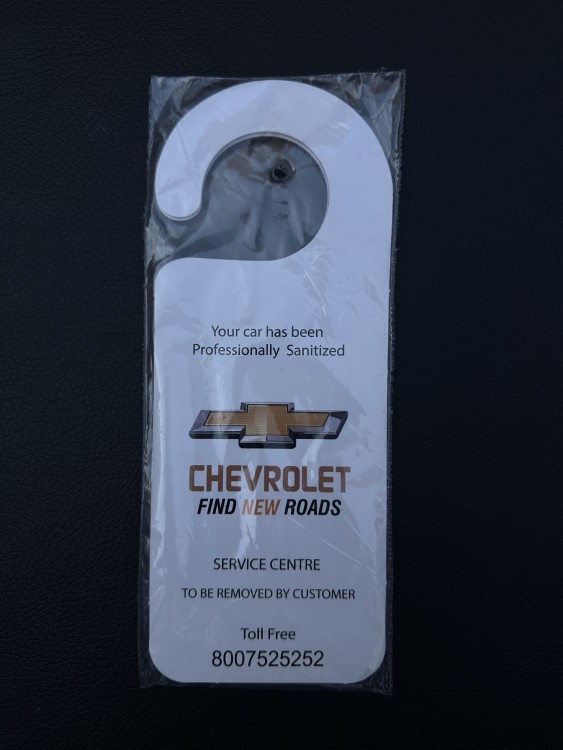 Your car has been
Professionally Sanitized
CHEVROLET
FIND NEW ROADS
SERVICE CENTRE
TO BE REMOVED BY CUSTOMER
Toll Free
8007525252